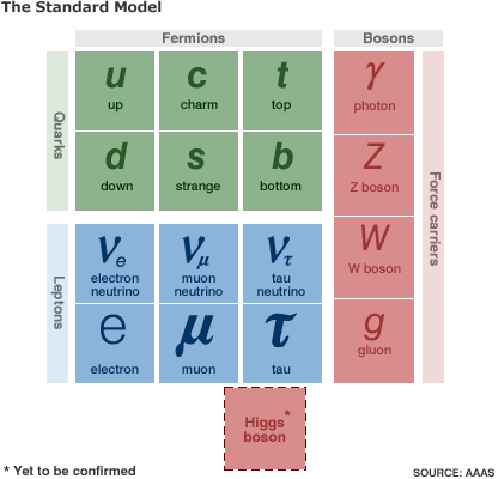 The Standard Model
Fermions
Bosons
Quarks
u
c
t
γ
up
charm
top
photon
d
s
b
Z
down
strange
bottom
Z boson
Leptons
νe
νμ
ντ
W
electron
neutrino
muon
neutrino
tau
neutrino
W boson
e
μ
τ
g
electron
muon
tau
gluon
Force carriers
Higgs*
boson
* Yet to be confirmed
SOURCE: AAAS